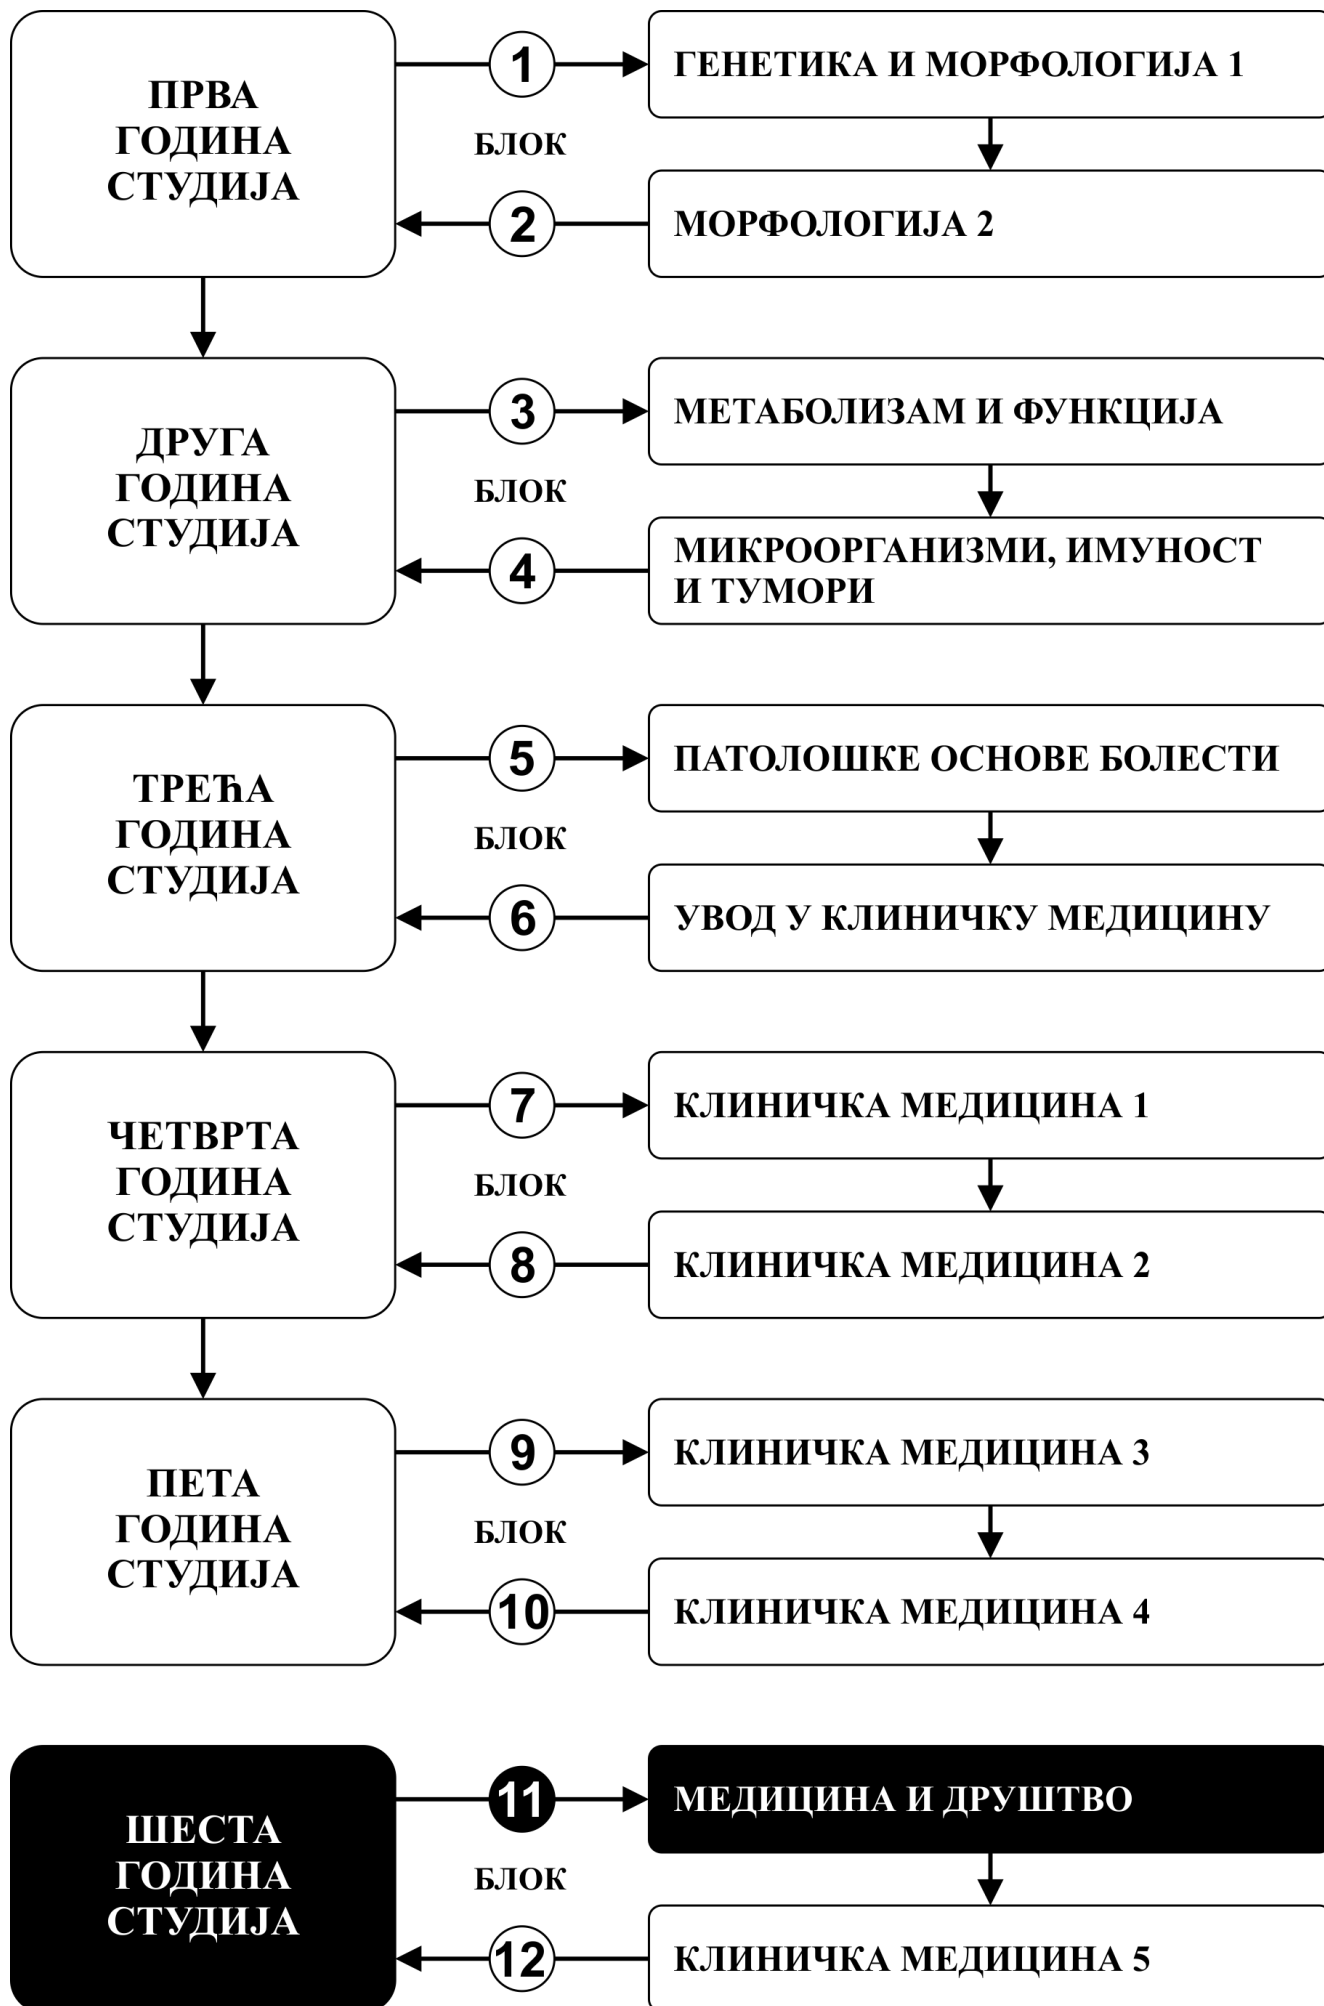 ПРВА
ГОДИНА
СТУДИЈА
1
БЛОК
2
ГЕНЕТИКА И МОРФОЛОГИЈА 1
МОРФОЛОГИЈА 2
ДРУГА
ГОДИНА
СТУДИЈА
3
БЛОК
4
МЕТАБОЛИЗАМ И ФУНКЦИЈА
МИКРООРГАНИЗМИ, ИМУНОСТ
И ТУМОРИ
ТРЕЋА
ГОДИНА
СТУДИЈА
5
БЛОК
6
ПАТОЛОШКЕ ОСНОВЕ БОЛЕСТИ
УВОД У КЛИНИЧКУ МЕДИЦИНУ
ЧЕТВРТА
ГОДИНА
СТУДИЈА
7
БЛОК
8
КЛИНИЧКА МЕДИЦИНА 1
КЛИНИЧКА МЕДИЦИНА 2
ПЕТА
ГОДИНА
СТУДИЈА
9
БЛОК
10
КЛИНИЧКА МЕДИЦИНА 3
КЛИНИЧКА МЕДИЦИНА 4
ШЕСТА
ГОДИНА
СТУДИЈА
11
БЛОК
12
МЕДИЦИНА И ДРУШТВО
КЛИНИЧКА МЕДИЦИНА 5